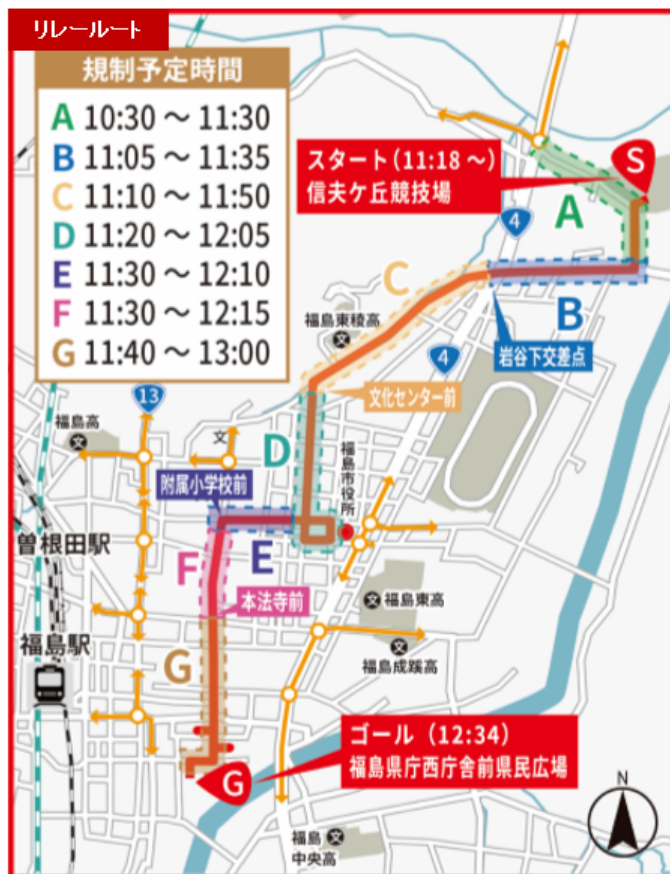 リレールート
規制予定時間
A 10:30 ～ 11:30
B 11:05 ～ 11:35
C 11:10 ～ 11:50
D 11:20 ～ 12:05
E 11:30 ～ 12:10
F 11:30 ～ 12:15
G 11:40 ～ 13:00
スタート（11:18 ～）
信夫ケ丘競技場
S
A
4
C
B
福島東稜高
文
岩谷下交差点
4
文化センター前
13
福島高
文
文
D
福島市役所
附属小学校前
曽根田駅
E
F
本法寺前
文 福島東高
文
福島成蹊高
福島駅
G
ゴール（12:34）
福島県庁西庁舎前県民広場
G
N
福島 文
中央高